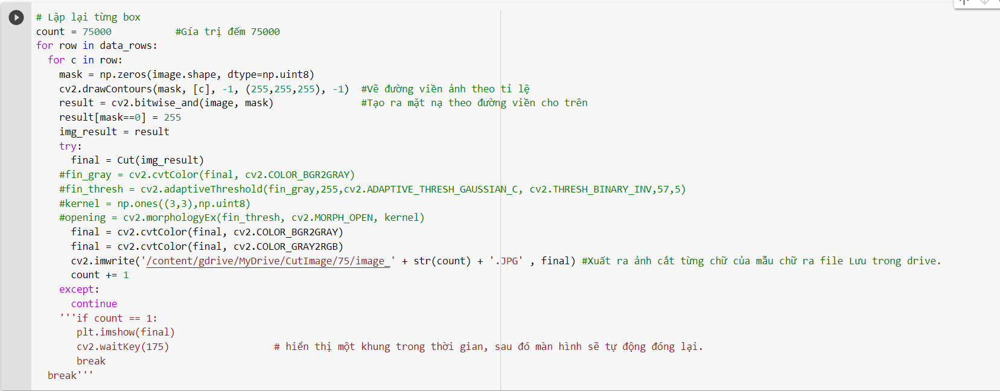 # Lặp lại từng box
count = 75000           #Gía trị đếm 75000
for row in data_rows:
  for c in row:
    mask = np.zeros(image.shape, dtype=np.uint8)
    cv2.drawContours(mask, [c], -1, (255,255,255), -1)  #Vẽ đường viền ảnh theo tỉ lệ
    result = cv2.bitwise_and(image, mask)               #Tạo ra mặt nạ theo đường viền cho trên
    result[mask==0] = 255
    img_result = result
    try:
      final = Cut(img_result)
    #fin_gray = cv2.cvtColor(final, cv2.COLOR_BGR2GRAY)
    #fin_thresh = cv2.adaptiveThreshold(fin_gray,255,cv2.ADAPTIVE_THRESH_GAUSSIAN_C, cv2.THRESH_BINARY_INV,57,5)
    #kernel = np.ones((3,3),np.uint8)
    #opening = cv2.morphologyEx(fin_thresh, cv2.MORPH_OPEN, kernel)
      final = cv2.cvtColor(final, cv2.COLOR_BGR2GRAY)
      final = cv2.cvtColor(final, cv2.COLOR_GRAY2RGB)
      cv2.imwrite('/content/gdrive/MyDrive/CutImage/75/image_' + str(count) + '.JPG' , final) #Xuất ra ảnh cắt từng chữ của mẫu chữ ra file Lưu trong drive.
      count += 1
    except:
      continue
    '''if count == 1:
       plt.imshow(final)
       cv2.waitKey(175)                  # hiển thị một khung trong thời gian, sau đó màn hình sẽ tự động đóng lại.
       break
  break'''